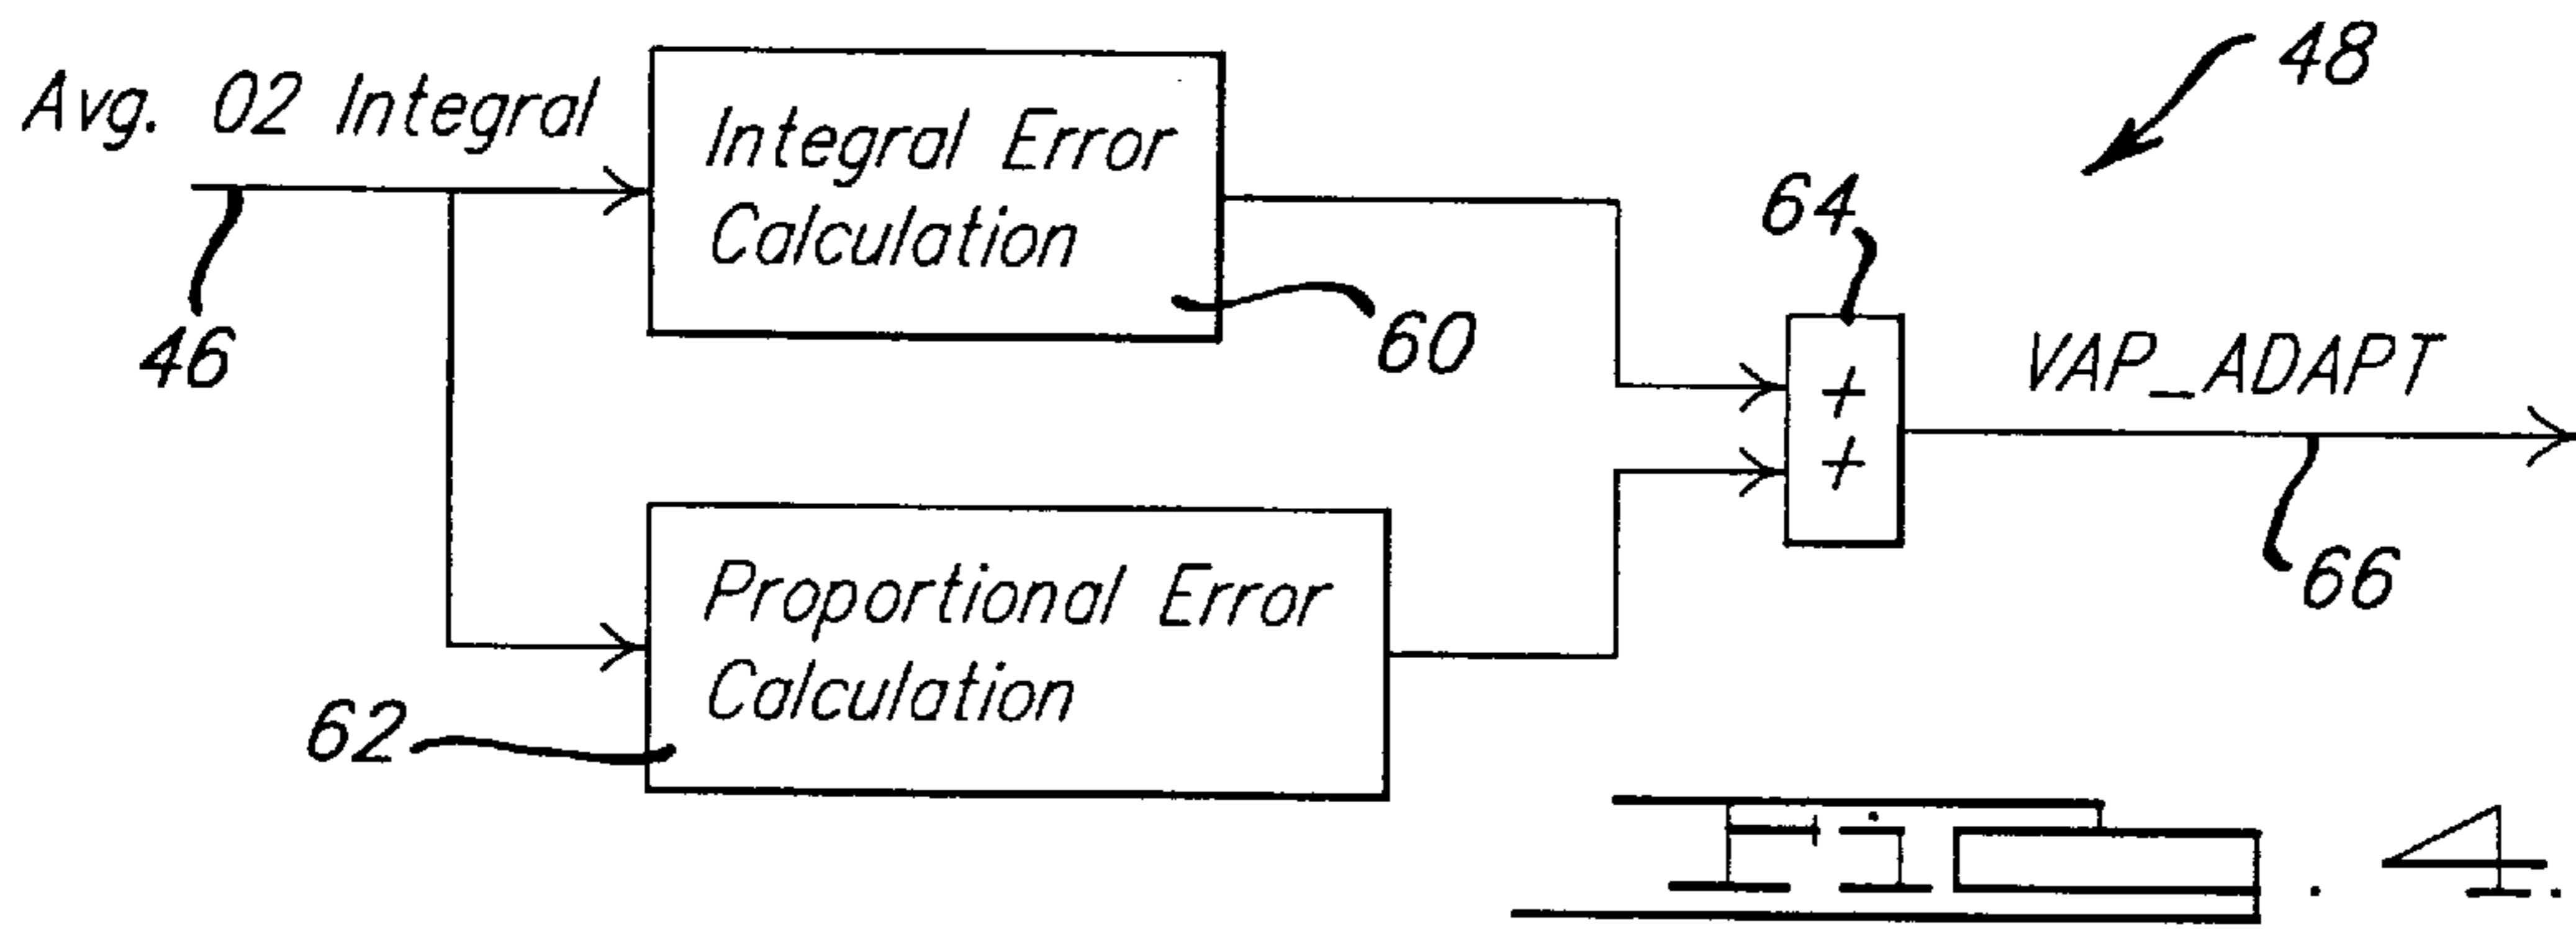 48
Avg. 02 Integral
Integral Error
Calculation
64
46
60
VAP_ADAPT
+
+
66
Proportional Error
Calculation
62
Fig. 4.